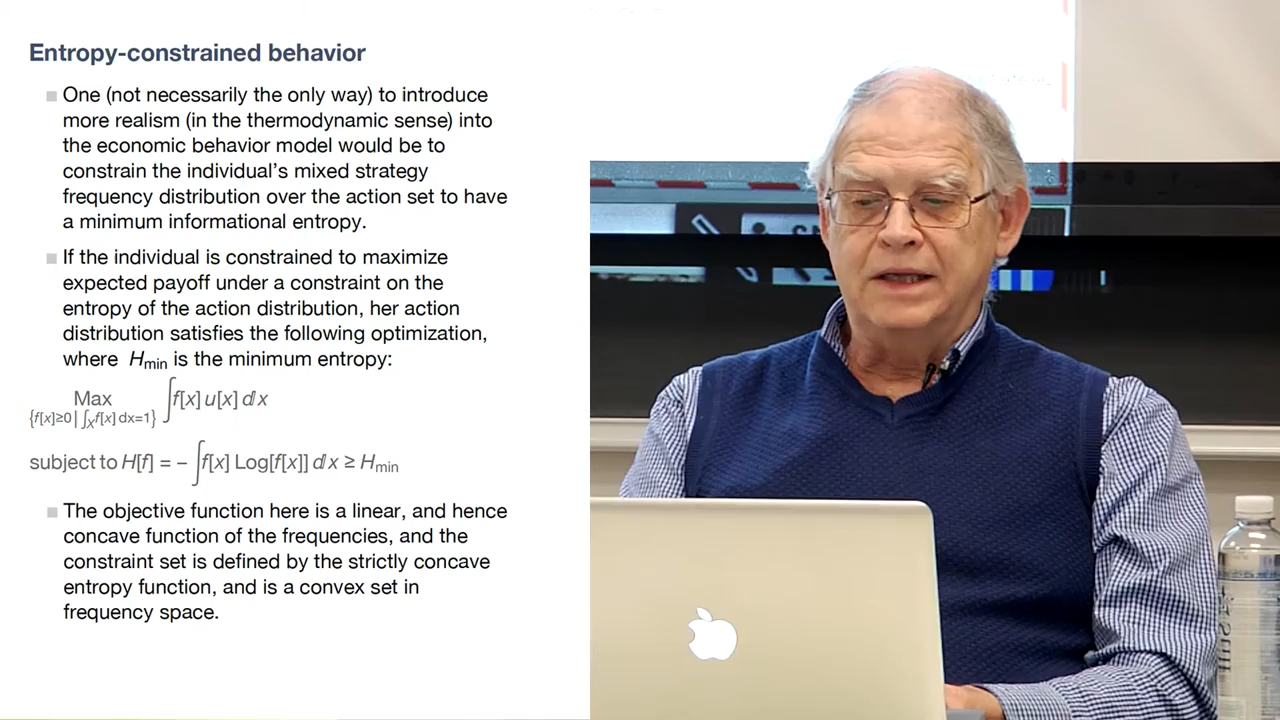 Entropy-constrained behavior
One (not necessarily the only way) to introduce
more realism (in the thermodynamic sense) into
the economic behavior model would be to
constrain the individual's mixed strategy
frequency distribution over the action set to have
a minimum informational entropy.
If the individual is constrained to maximize
expected payoff under a constraint on the
entropy of the action distribution, her action
distribution satisfies the following optimization,
where H_min is the minimum entropy:
Max ∫f[x] u[x] ⅆx
{f[x]≥0 | ∫_X f[x] dx=1}
subject to H[f] = - ∫f[x] Log[f[x]] ⅆx ≥ H_min
The objective function here is a linear, and hence
concave function of the frequencies, and the
constraint set is defined by the strictly concave
entropy function, and is a convex set in
frequency space.